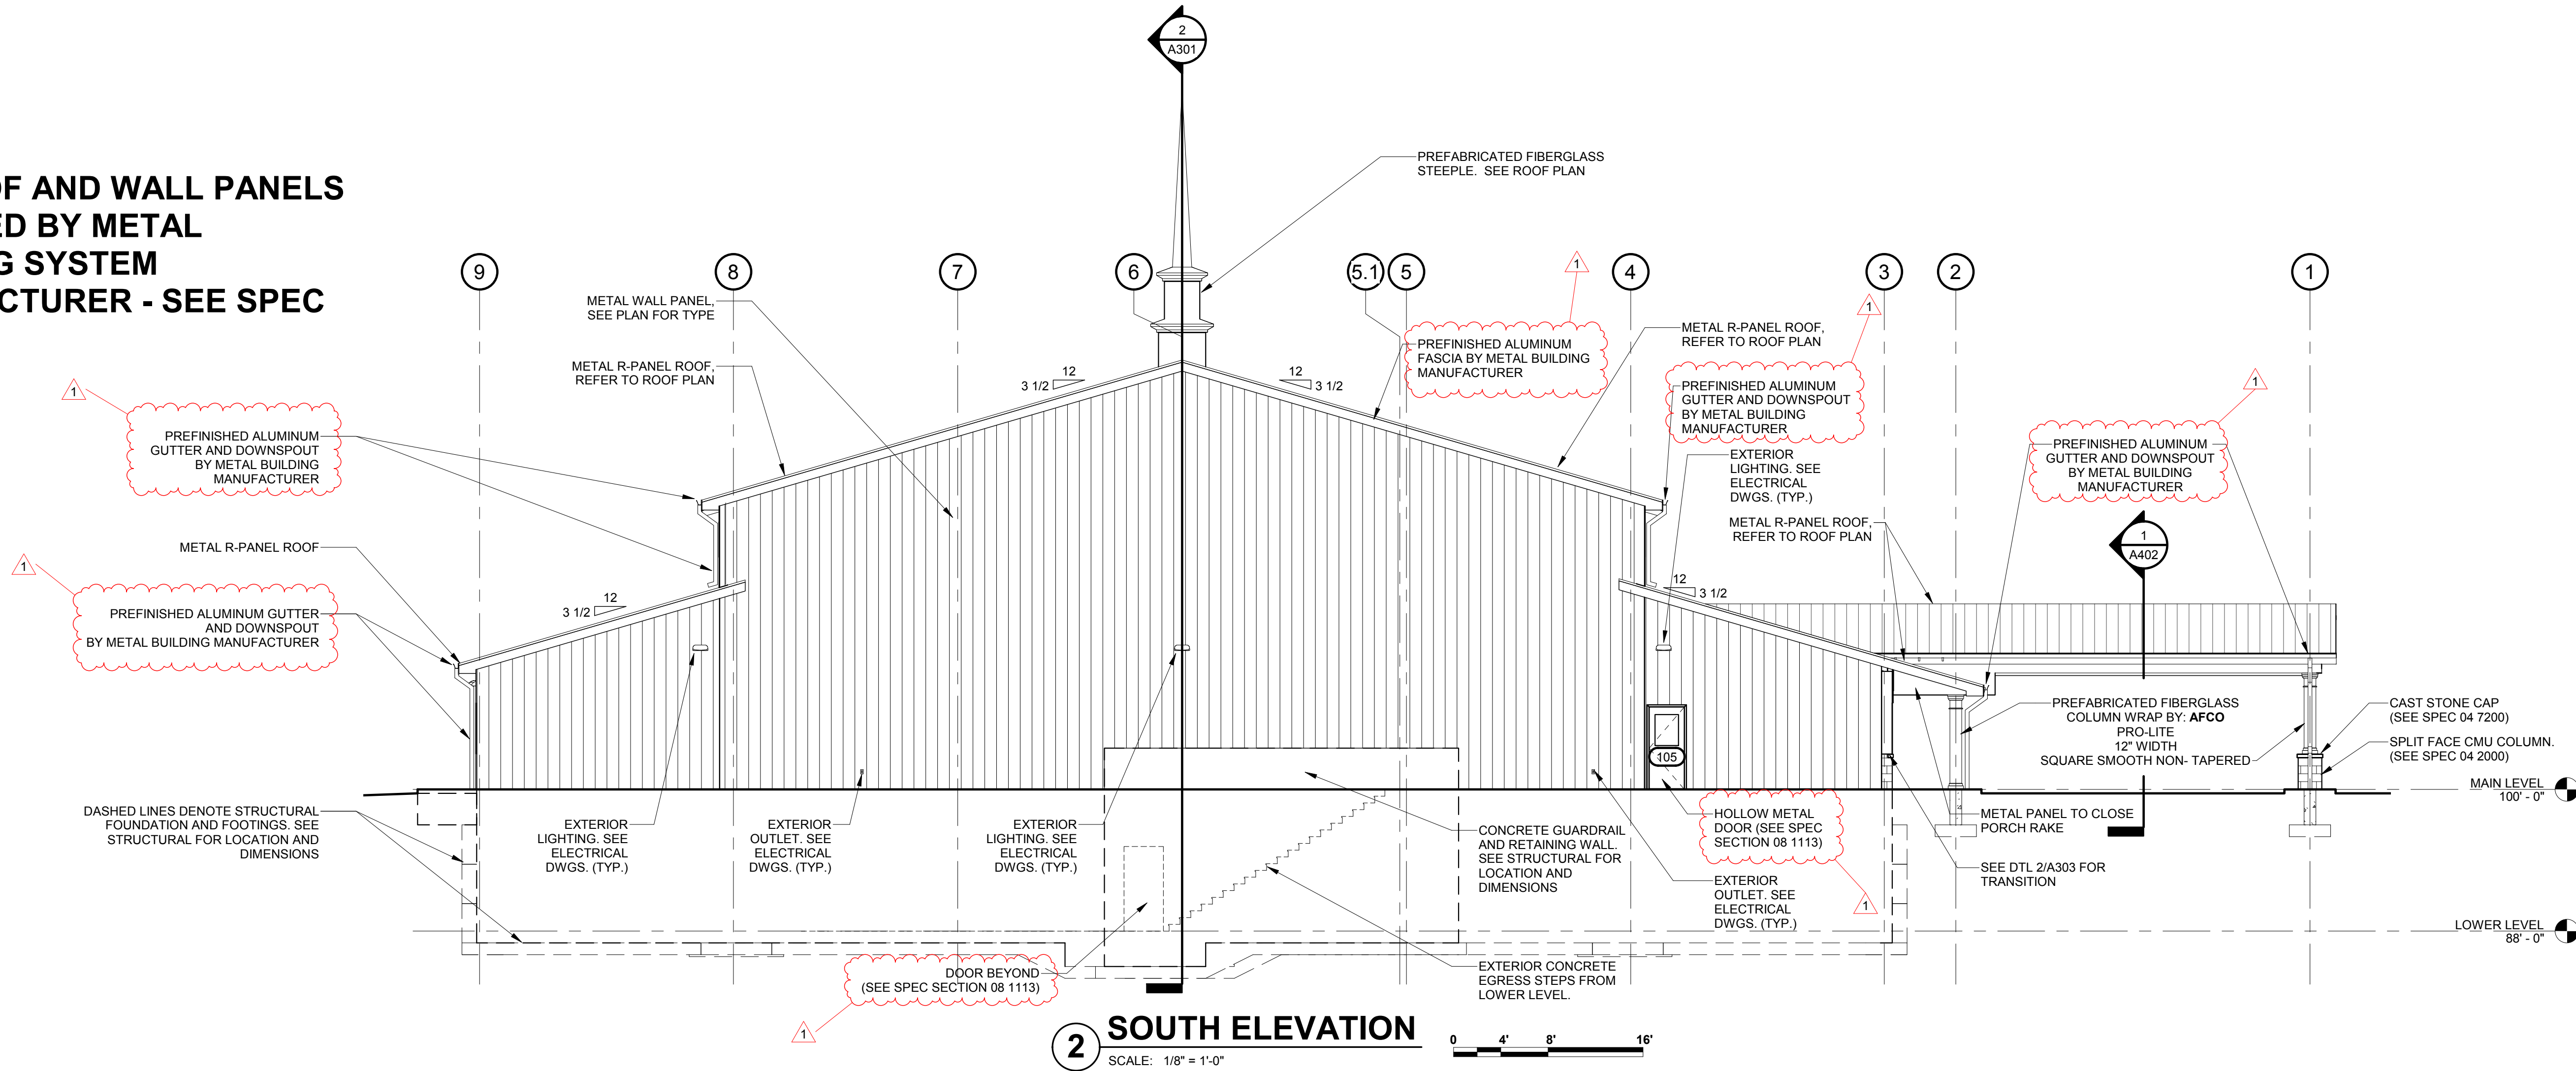 2
A301
PREFABRICATED FIBERGLASS
STEEPLE. SEE ROOF PLAN
AND WALL PANELS
BY METAL
SYSTEM
- SEE SPEC
9
8
7
6
5.1
5
4
3
2
1
METAL WALL PANEL,
SEE PLAN FOR TYPE
METAL R-PANEL ROOF,
REFER TO ROOF PLAN
12
3 1/2
12
3 1/2
1
PREFINISHED ALUMINUM
FASCIA BY METAL BUILDING
MANUFACTURER
METAL R-PANEL ROOF,
REFER TO ROOF PLAN
1
PREFINISHED ALUMINUM
GUTTER AND DOWNSPOUT
BY METAL BUILDING
MANUFACTURER
1
PREFINISHED ALUMINUM
GUTTER AND DOWNSPOUT
BY METAL BUILDING
MANUFACTURER
1
PREFINISHED ALUMINUM
GUTTER AND DOWNSPOUT
BY METAL BUILDING
MANUFACTURER
EXTERIOR
LIGHTING. SEE
ELECTRICAL
DWGS. (TYP.)
METAL R-PANEL ROOF,
REFER TO ROOF PLAN
1
A402
METAL R-PANEL ROOF
1
PREFINISHED ALUMINUM GUTTER
AND DOWNSPOUT
BY METAL BUILDING MANUFACTURER
12
3 1/2
12
3 1/2
105
PREFABRICATED FIBERGLASS
COLUMN WRAP BY: AFCO
PRO-LITE
12" WIDTH
SQUARE SMOOTH NON- TAPERED
CAST STONE CAP
(SEE SPEC 04 7200)
SPLIT FACE CMU COLUMN.
(SEE SPEC 04 2000)
MAIN LEVEL
100' - 0"
DASHED LINES DENOTE STRUCTURAL
FOUNDATION AND FOOTINGS. SEE
STRUCTURAL FOR LOCATION AND
DIMENSIONS
EXTERIOR
LIGHTING. SEE
ELECTRICAL
DWGS. (TYP.)
EXTERIOR
OUTLET. SEE
ELECTRICAL
DWGS. (TYP.)
EXTERIOR
LIGHTING. SEE
ELECTRICAL
DWGS. (TYP.)
CONCRETE GUARDRAIL
AND RETAINING WALL.
SEE STRUCTURAL FOR
LOCATION AND
DIMENSIONS
HOLLOW METAL
DOOR (SEE SPEC
SECTION 08 1113)
METAL PANEL TO CLOSE
PORCH RAKE
SEE DTL 2/A303 FOR
TRANSITION
EXTERIOR
OUTLET. SEE
ELECTRICAL
DWGS. (TYP.)
1
LOWER LEVEL
88' - 0"
DOOR BEYOND
(SEE SPEC SECTION 08 1113)
1
EXTERIOR CONCRETE
EGRESS STEPS FROM
LOWER LEVEL.
2
SOUTH ELEVATION
SCALE: 1/8" = 1'-0"
0 4' 8' 16'